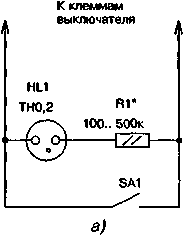 К клеммам
выключателя
HL1
ТН0,2
R1*
100.. 500к
SA1
а)